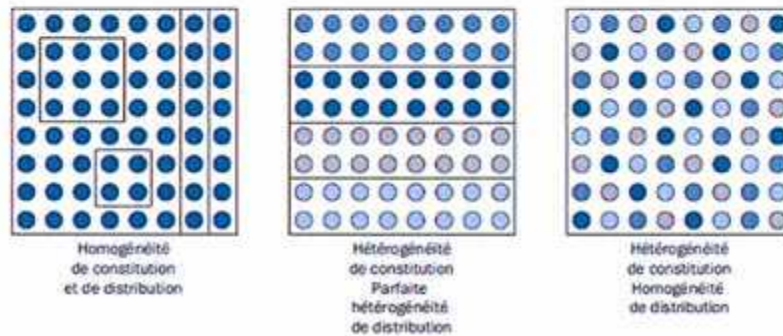 Homogénéité
de constitution
et de distribution
Hétérogénéité
de constitution
Parfaite
hétérogénéité
de distribution
Hétérogénéité
de constitution
Homogénéité
de distribution